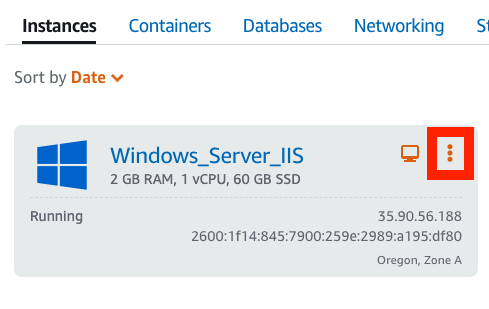 Instances Containers Databases Networking
Sort by Date
Windows_Server_IIS
2 GB RAM, 1 vCPU, 60 GB SSD
Running 35.90.56.188
2600:1f14:845:7900:259e:2989:a195:df80
Oregon, Zone A